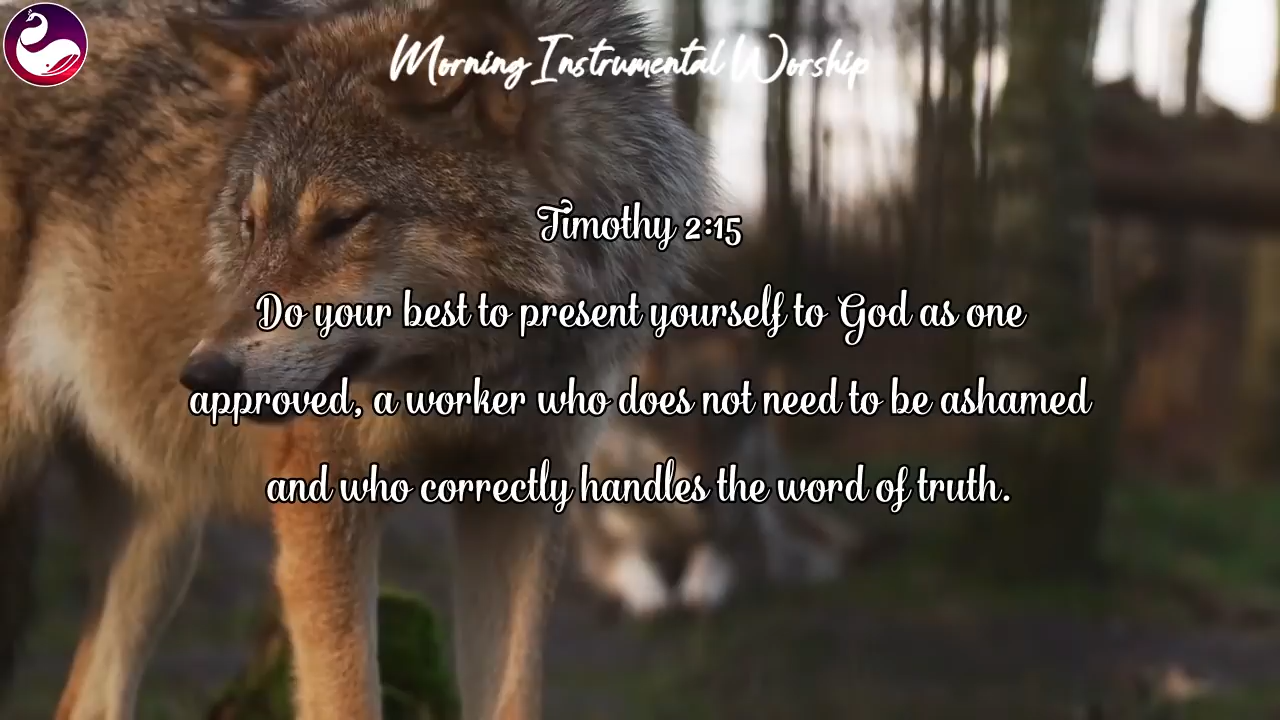 Morning Instrumental Worship
Timothy 2:15
Do your best to present yourself to God as one
approved, a worker who does not need to be ashamed
and who correctly handles the word of truth.